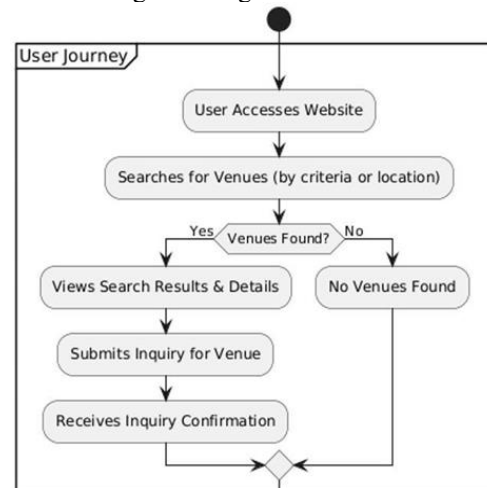 User Journey
User Accesses Website
Searches for Venues (by criteria or location)
Yes
Venues Found?
No
Views Search Results & Details
No Venues Found
Submits Inquiry for Venue
Receives Inquiry Confirmation